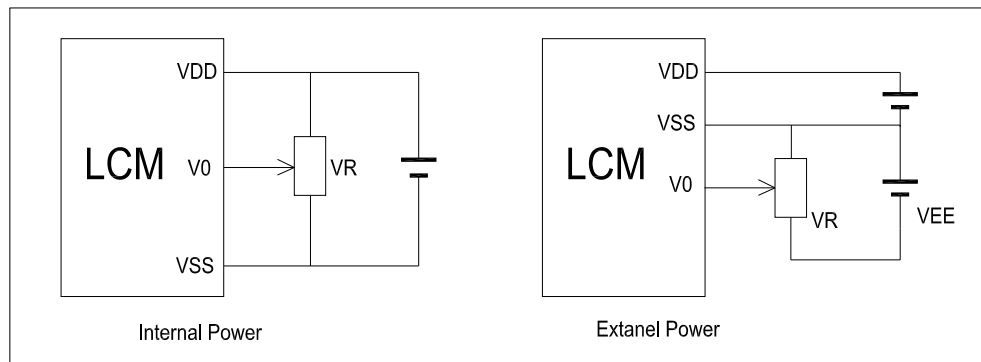 VDD
LCM
V0
VR
VSS
Internal Power
VDD
VSS
LCM
V0
VR
VEE
Extanel Power